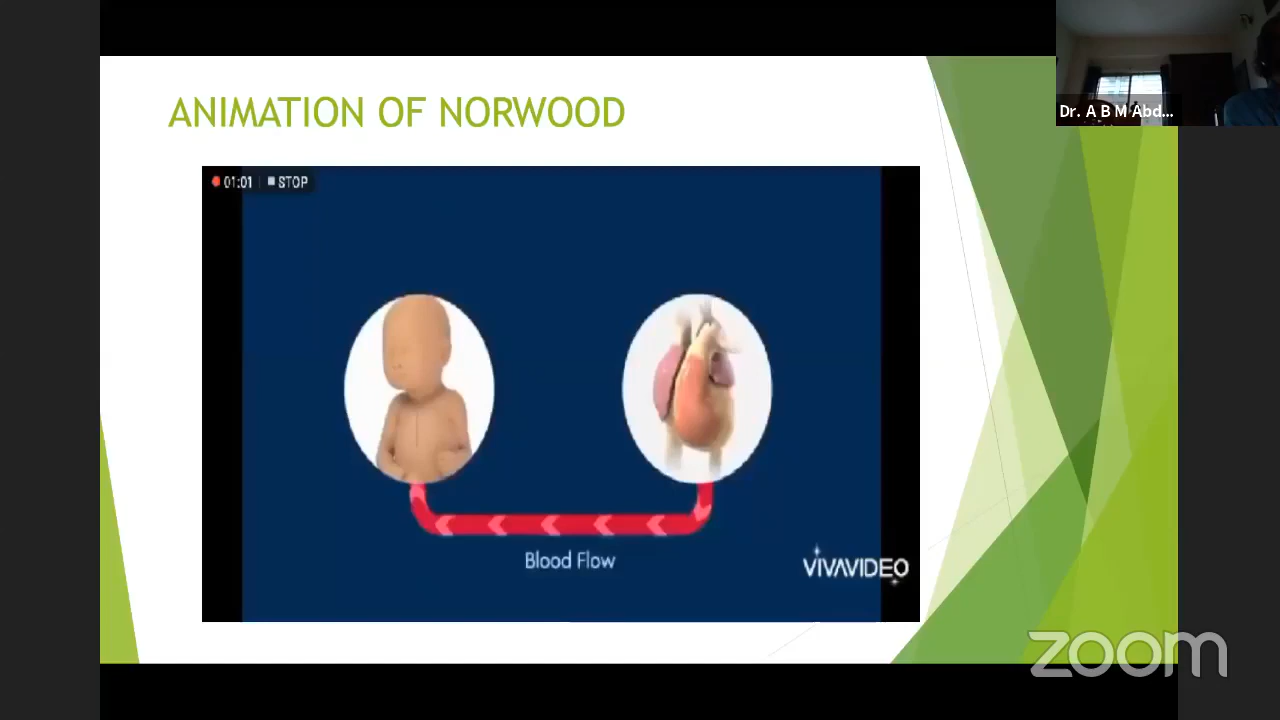 ANIMATION OF NORWOOD
Dr. A B M Abd...
01:01 STOP
Blood Flow
VIVAVIDEO
zoom